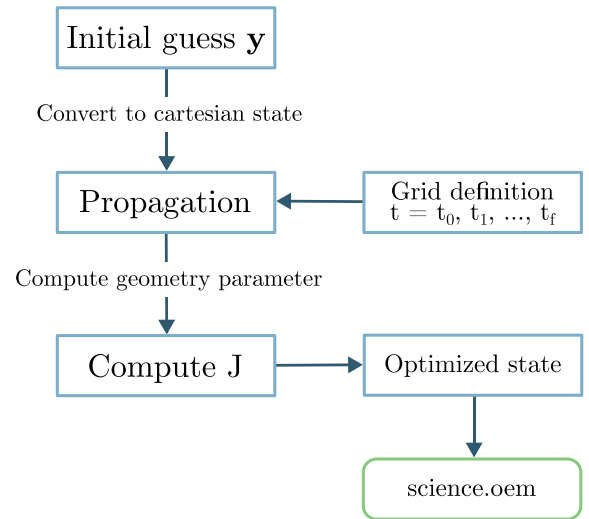 Initial guess y
Convert to cartesian state
Propagation
Grid definition
t = t₀, t₁, ..., t_f
Compute geometry parameter
Compute J
Optimized state
science.oem